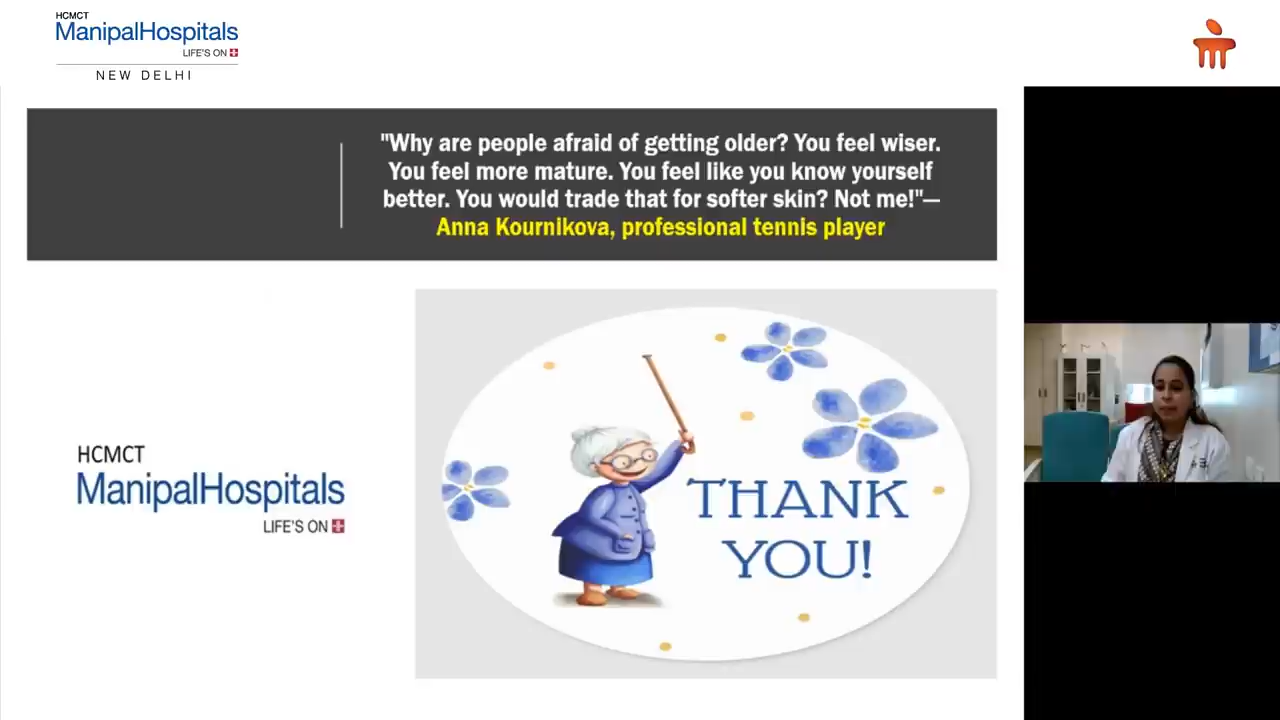 HCMCT
ManipalHospitals
LIFE'S ON
NEW DELHI
"Why are people afraid of getting older? You feel wiser.
You feel more mature. You feel like you know yourself
better. You would trade that for softer skin? Not me!"—
Anna Kournikova, professional tennis player
HCMCT
ManipalHospitals
LIFE'S ON
THANK
YOU!